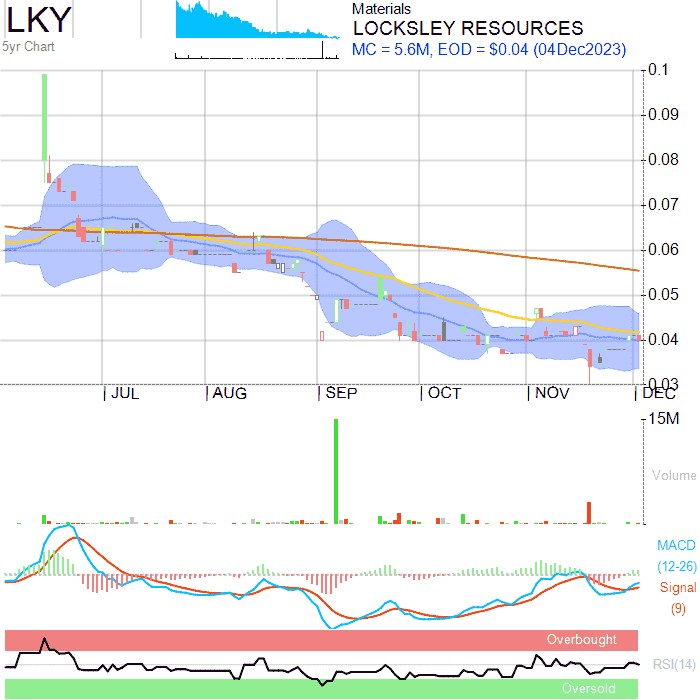 LKY
5yr Chart
Materials
LOCKSLEY RESOURCES
MC = 5.6M, EOD = $0.04 (04Dec2023)
0.1
0.09
0.08
0.07
0.06
0.05
0.04
0.03
JUL
AUG
SEP
OCT
NOV
DEC
15M
Volume
MACD
(12-26)
Signal
(9)
Overbought
RSI(14)
Oversold